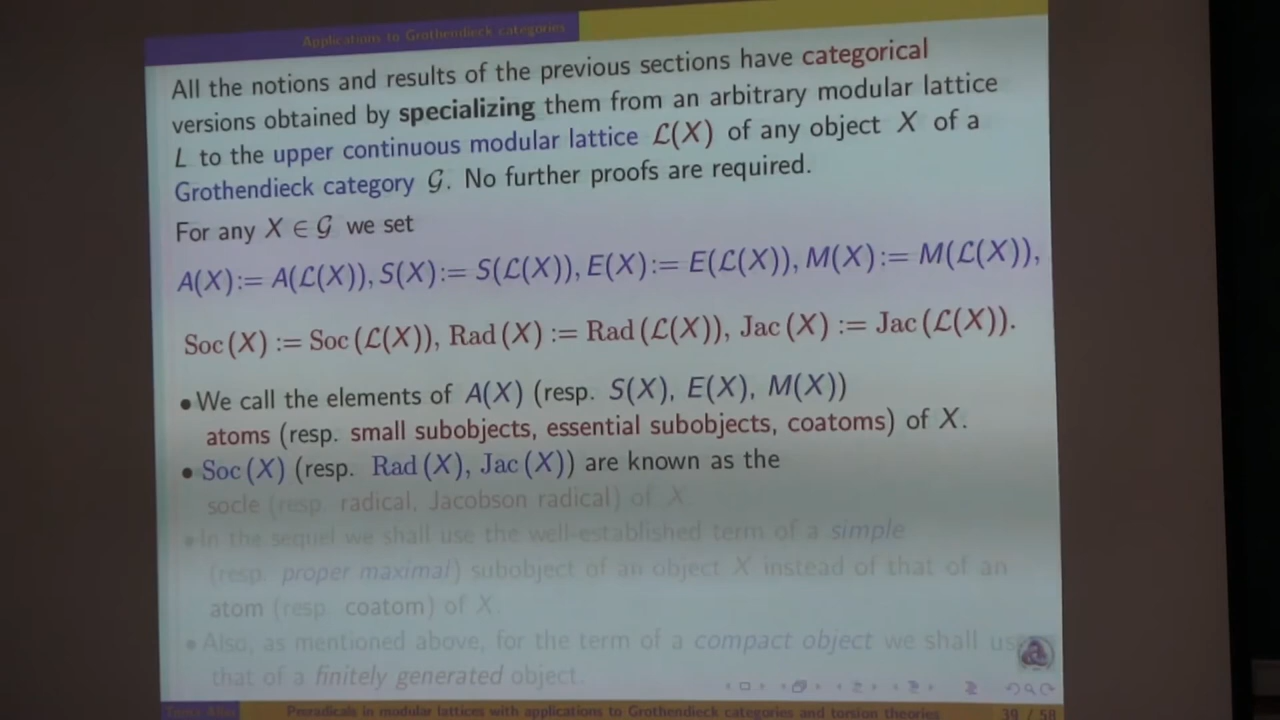 Applications to Grothendieck categories
All the notions and results of the previous sections have categorical
versions obtained by specializing them from an arbitrary modular lattice
L to the upper continuous modular lattice ℒ(X) of any object X of a
Grothendieck category 𝒢. No further proofs are required.
For any X ∈ 𝒢 we set
A(X):= A(ℒ(X)), S(X):= S(ℒ(X)), E(X):= E(ℒ(X)), M(X):= M(ℒ(X)),
Soc (X) := Soc (ℒ(X)), Rad (X) := Rad (ℒ(X)), Jac (X) := Jac (ℒ(X)).
• We call the elements of A(X) (resp. S(X), E(X), M(X))
atoms (resp. small subobjects, essential subobjects, coatoms) of X.
• Soc (X) (resp. Rad (X), Jac (X)) are known as the
socle (resp. radical, Jacobson radical) of X.
• In the sequel we shall use the well-established term of a simple
(resp. proper maximal) subobject of an object X instead of that of an
atom (resp. coatom) of X.
• Also, as mentioned above, for the term of a compact object we shall us
that of a finitely generated object.
Preradicals in modular lattices with applications to Grothendieck categories and torsion theories
39 / 58